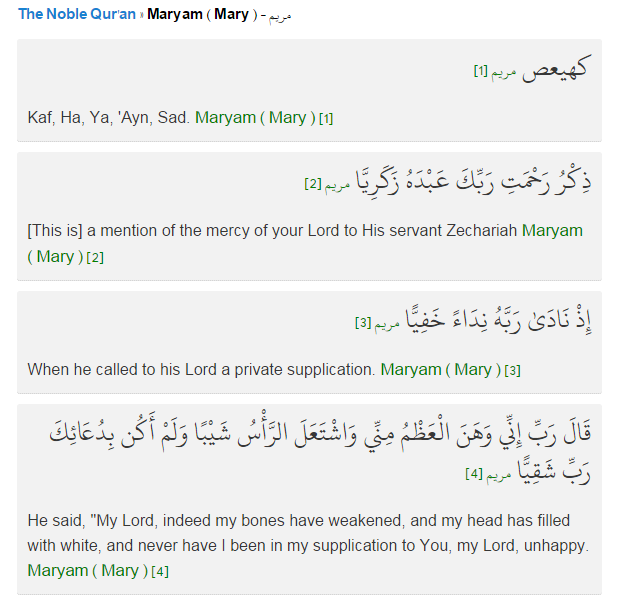 The Noble Qur'an » Maryam ( Mary ) - مريم
كهيعص مريم [1]
Kaf, Ha, Ya, 'Ayn, Sad. Maryam ( Mary ) [1]
ذِكْرُ رَحْمَتِ رَبِّكَ عَبْدَهُ زَكَرِيَّا مريم [2]
[This is] a mention of the mercy of your Lord to His servant Zechariah Maryam
( Mary ) [2]
إِذْ نَادَىٰ رَبَّهُ نِدَاءً خَفِيًّا مريم [3]
When he called to his Lord a private supplication. Maryam ( Mary ) [3]
قَالَ رَبِّ إِنِّي وَهَنَ الْعَظْمُ مِنِّي وَاشْتَعَلَ الرَّأْسُ شَيْبًا وَلَمْ أَكُن بِدُعَائِكَ
رَبِّ شَقِيًّا مريم [4]
He said, "My Lord, indeed my bones have weakened, and my head has filled
with white, and never have I been in my supplication to You, my Lord, unhappy.
Maryam ( Mary ) [4]